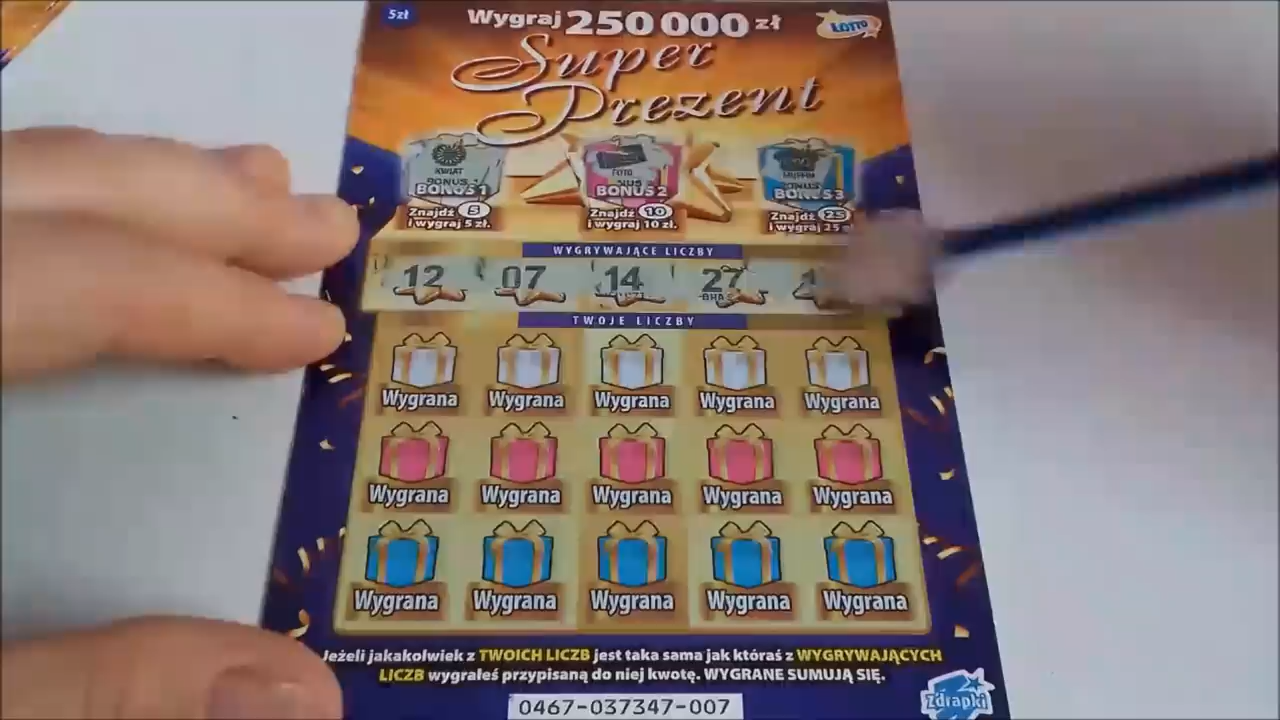 5zł
Wygraj 250 000 zł
LOTTO
Super
Prezent
KWIAT
BONUS 1
FOTO
BONUS 2
BONUS
BONUS 3
Znajdź 5
i wygraj 5 zł.
Znajdź 10
i wygraj 10 zł.
Znajdź 25
i wygraj 25
WYGRYWAJĄCE LICZBY
12 07 14 27
TWOJE LICZBY
Wygrana Wygrana Wygrana Wygrana Wygrana
Wygrana Wygrana Wygrana Wygrana Wygrana
Wygrana Wygrana Wygrana Wygrana Wygrana
Jeżeli jakakolwiek z TWOICH LICZB jest taka sama jak któraś z WYGRYWAJĄCYCH
LICZB wygrałeś przypisaną do niej kwotę. WYGRANE SUMUJĄ SIĘ.
0467-037347-007
Zdrapki